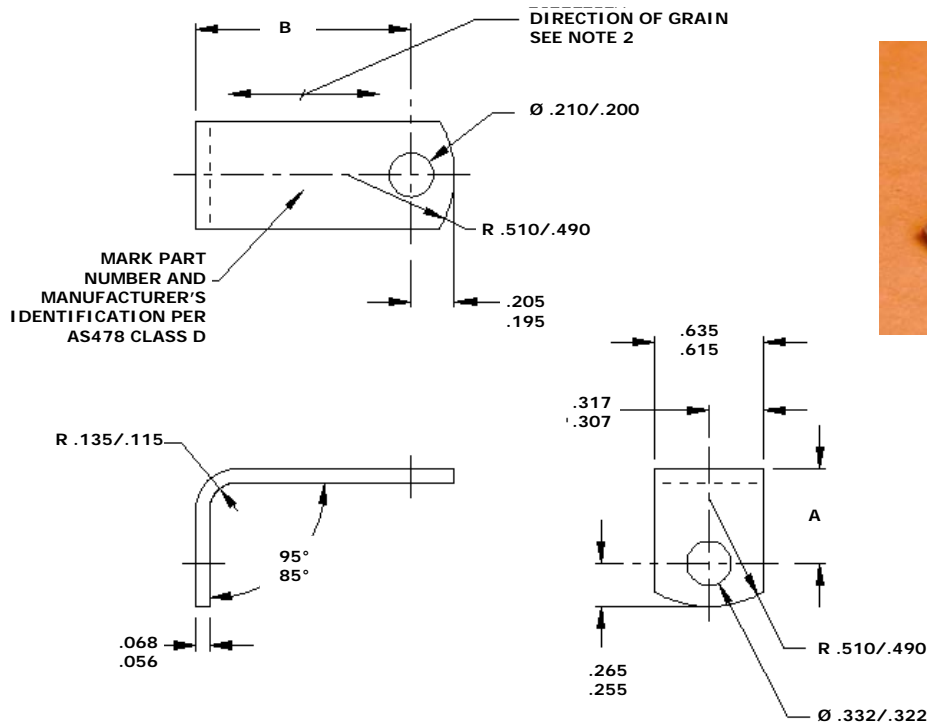 B
DIRECTION OF GRAIN
SEE NOTE 2
Ø .210/.200
R .510/.490
MARK PART
NUMBER AND
MANUFACTURER'S
IDENTIFICATION PER
AS478 CLASS D
.205
.195
.635
.615
.317
.307
R .135/.115
A
95°
85°
.068
.056
.265
.255
R .510/.490
Ø .332/.322